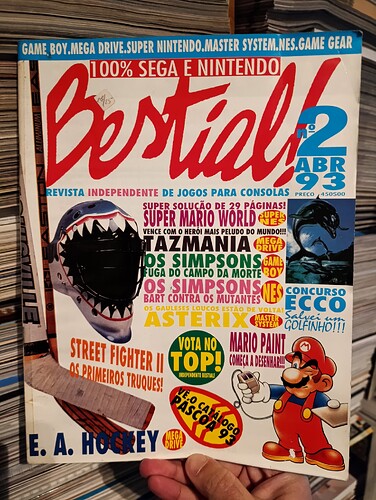 GAME BOY.MEGA DRIVE.SUPER NINTENDO.MASTER SYSTEM.NES.GAME GEAR
100% SEGA E NINTENDO
Bestial!
nº 2
ABR
93
PREÇO 450$00
REVISTA INDEPENDENTE DE JOGOS PARA CONSOLAS
SUPER SOLUÇÃO DE 29 PÁGINAS!
SUPER MARIO WORLD SUPER NES
VENCE COM O HERÓI MAIS PELUDO DO MUNDO!!!
TAZMANIA MEGA DRIVE
OS SIMPSONS
FUGA DO CAMPO DA MORTE GAME BOY
OS SIMPSONS
BART CONTRA OS MUTANTES NES
OS GAULESES LOUCOS ESTÃO DE VOLTA!
ASTERIX MASTER SYSTEM
CONCURSO
ECCO
Salvei um
GOLFINHO!!!
STREET FIGHTER II
OS PRIMEIROS TRUQUES!
VOTA NO
TOP!
INDEPENDENTE BESTIAL!
MARIO PAINT
COMEÇA A DESENHAR!!
E O CATÁLOGO
PÁSCOA 93
E. A. HOCKEY MEGA DRIVE